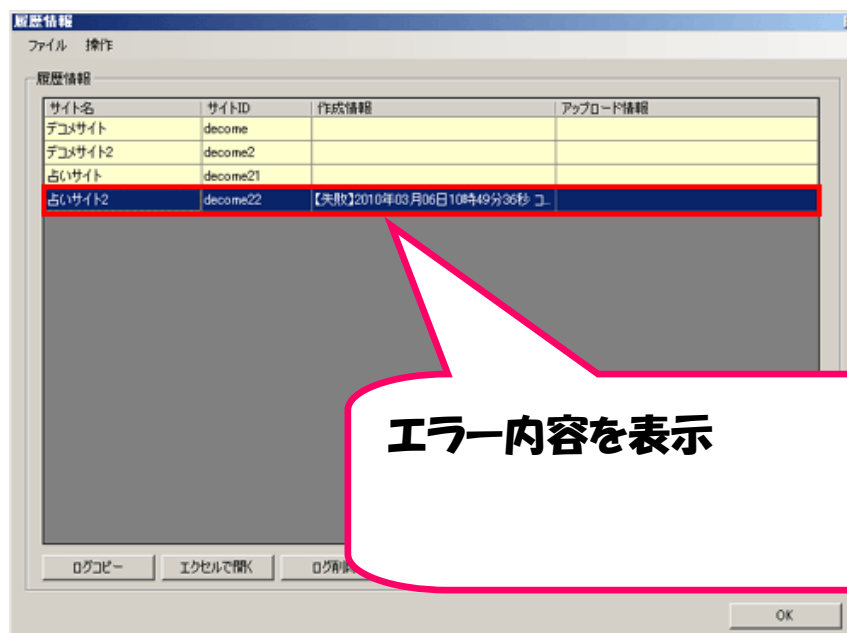 履歴情報
ファイル 操作
履歴情報
サイト名 サイトID 作成情報 アップロード情報
デコメサイト decome
デコメサイト2 decome2
占いサイト decome21
占いサイト2 decome22 【失敗】2010年03月06日10時49分36秒 コ...
エラー内容を表示
ログコピー エクセルで開く ログ削
OK